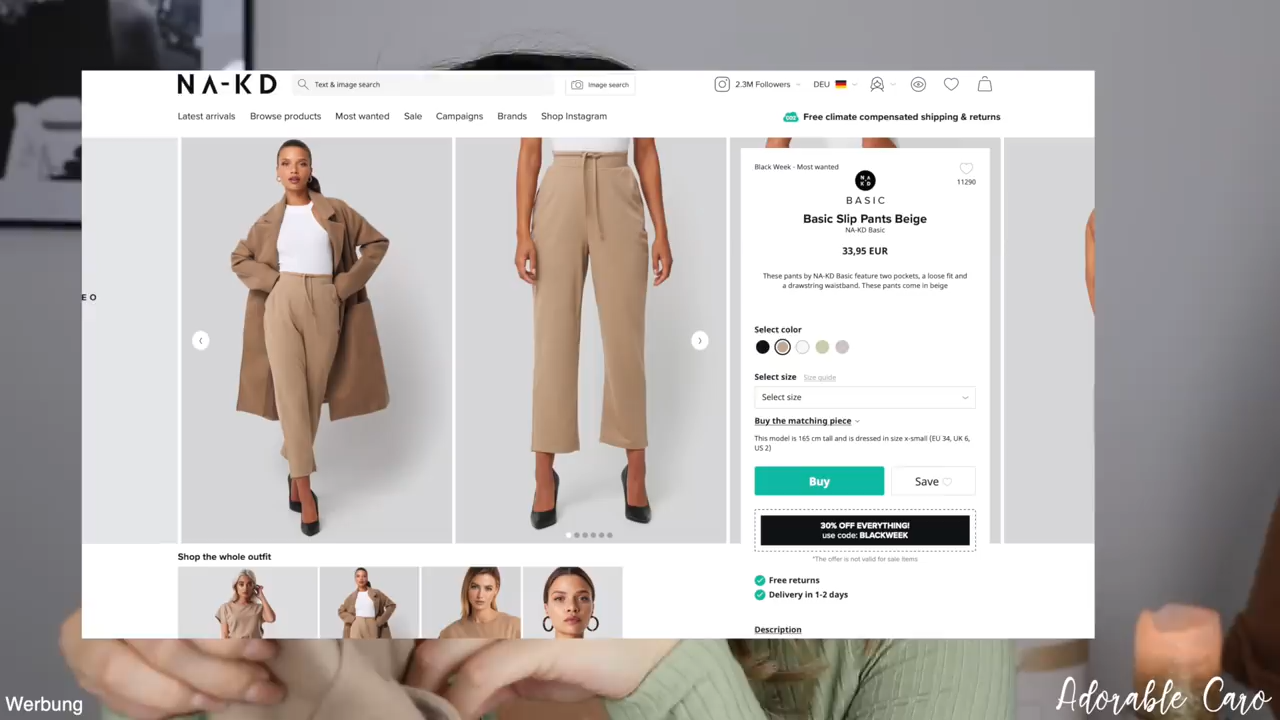 NA-KD
Text & image search
Image search
2.3M Followers
DEU
Latest arrivals
Browse products
Most wanted
Sale
Campaigns
Brands
Shop Instagram
CO2
Free climate compensated shipping & returns
E O
Black Week - Most wanted
11290
NA
KD
BASIC
Basic Slip Pants Beige
NA-KD Basic
33,95 EUR
These pants by NA-KD Basic feature two pockets, a loose fit and
a drawstring waistband. These pants come in beige
Select color
Select size Size guide
Select size
Buy the matching piece
This model is 165 cm tall and is dressed in size x-small (EU 34, UK 6,
US 2)
Buy
Save
30% OFF EVERYTHING!
use code: BLACKWEEK
*The offer is not valid for sale items
Free returns
Delivery in 1-2 days
Description
Shop the whole outfit
Werbung
Adorable Caro